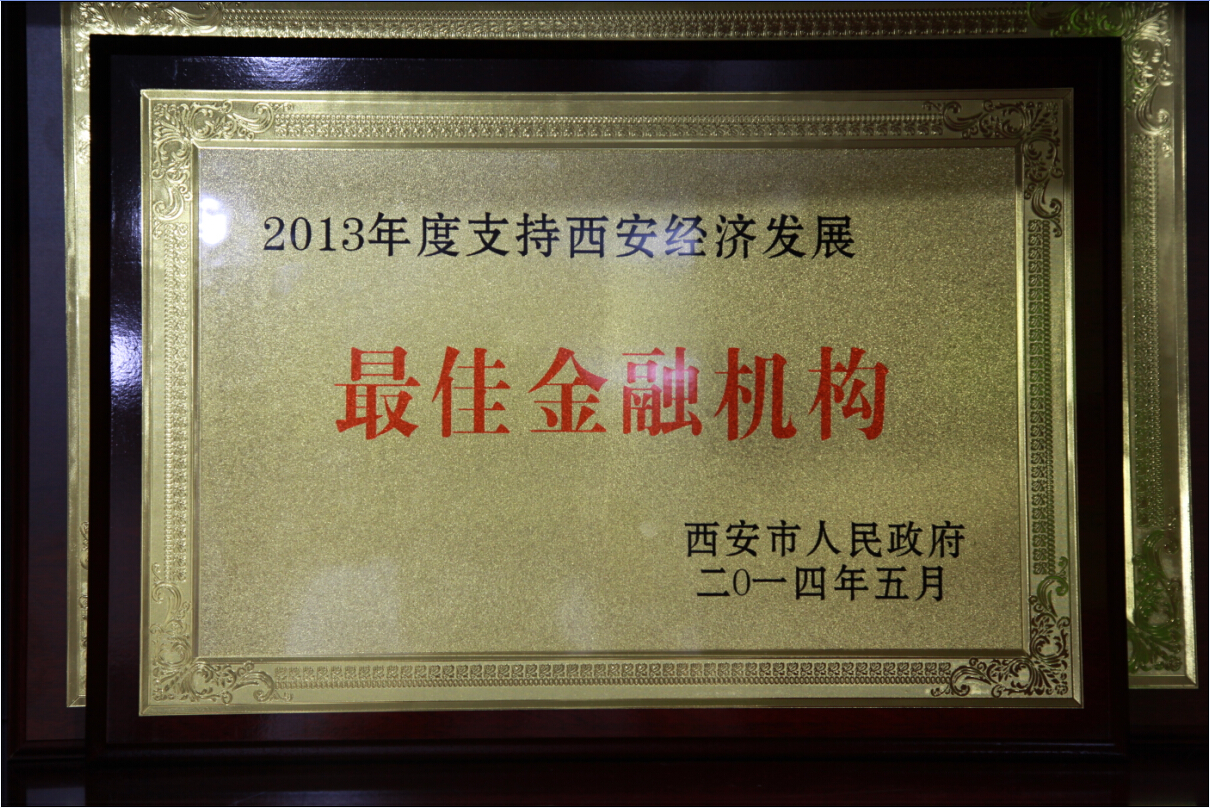 2013年度支持西安经济发展
最佳金融机构
西安市人民政府
二0一四年五月